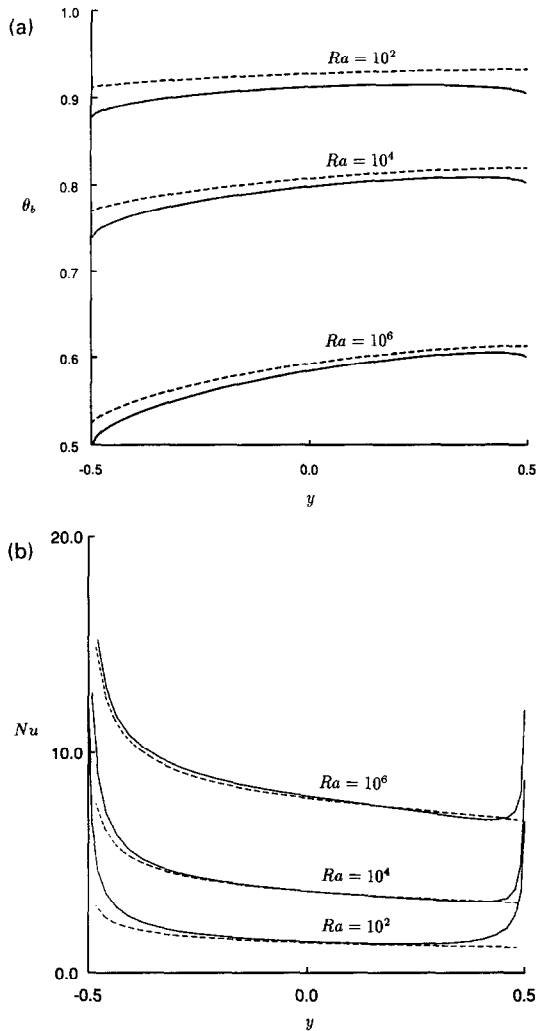 (a)
1.0
Ra = 10²
0.9
Ra = 10⁴
0.8
θ_b
0.7
Ra = 10⁶
0.6
0.5
-0.5 0.0 0.5
y
(b)
20.0
Nu
10.0
Ra = 10⁶
Ra = 10⁴
Ra = 10²
0.0
-0.5 0.0 0.5
y